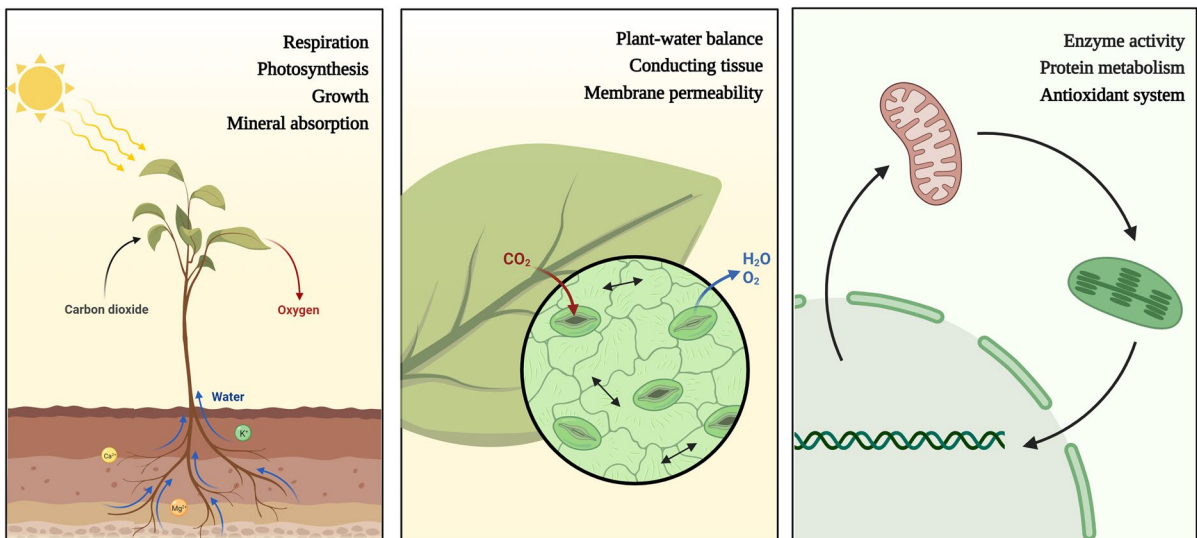 Respiration
Photosynthesis
Growth
Mineral absorption
Carbon dioxide
Oxygen
Water
K⁺
Ca²⁺
Mg²⁺
Plant-water balance
Conducting tissue
Membrane permeability
CO₂
H₂O
O₂
Enzyme activity
Protein metabolism
Antioxidant system